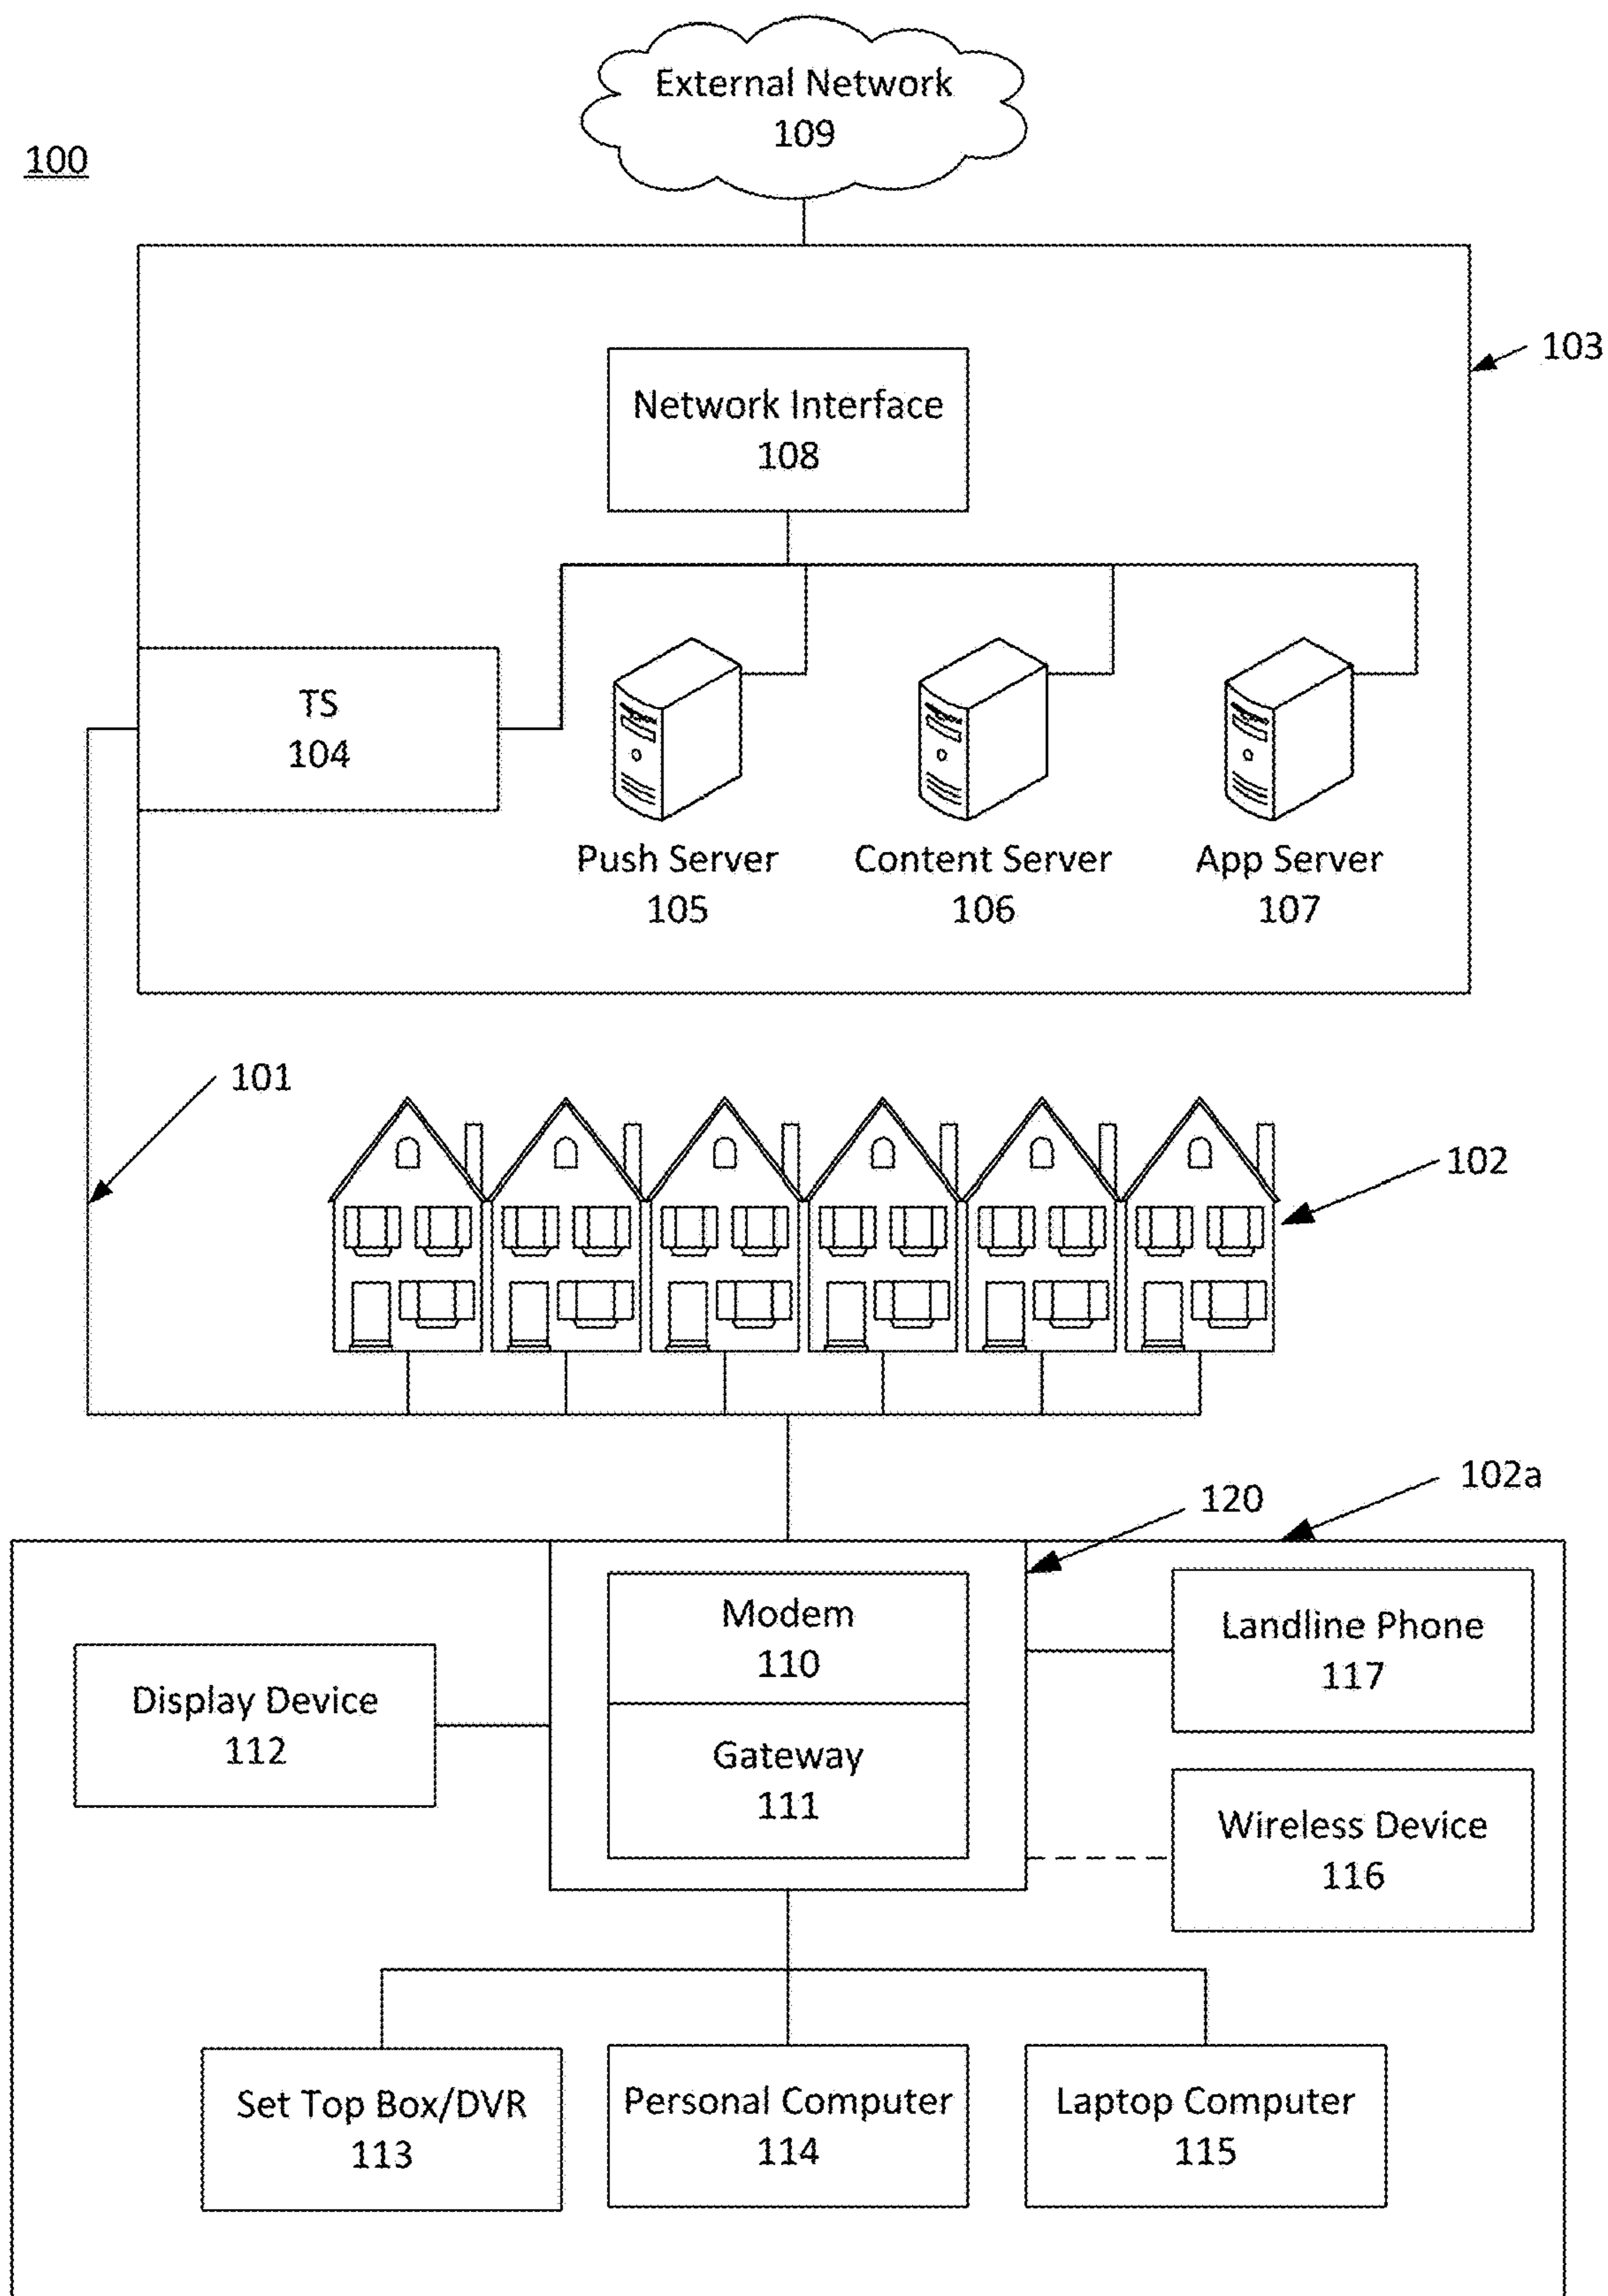 External Network
109
100
103
Network Interface
108
TS
104
Push Server
105
Content Server
106
App Server
107
101
102
102a
120
Modem
110
Landline Phone
117
Display Device
112
Gateway
111
Wireless Device
116
Set Top Box/DVR
113
Personal Computer
114
Laptop Computer
115